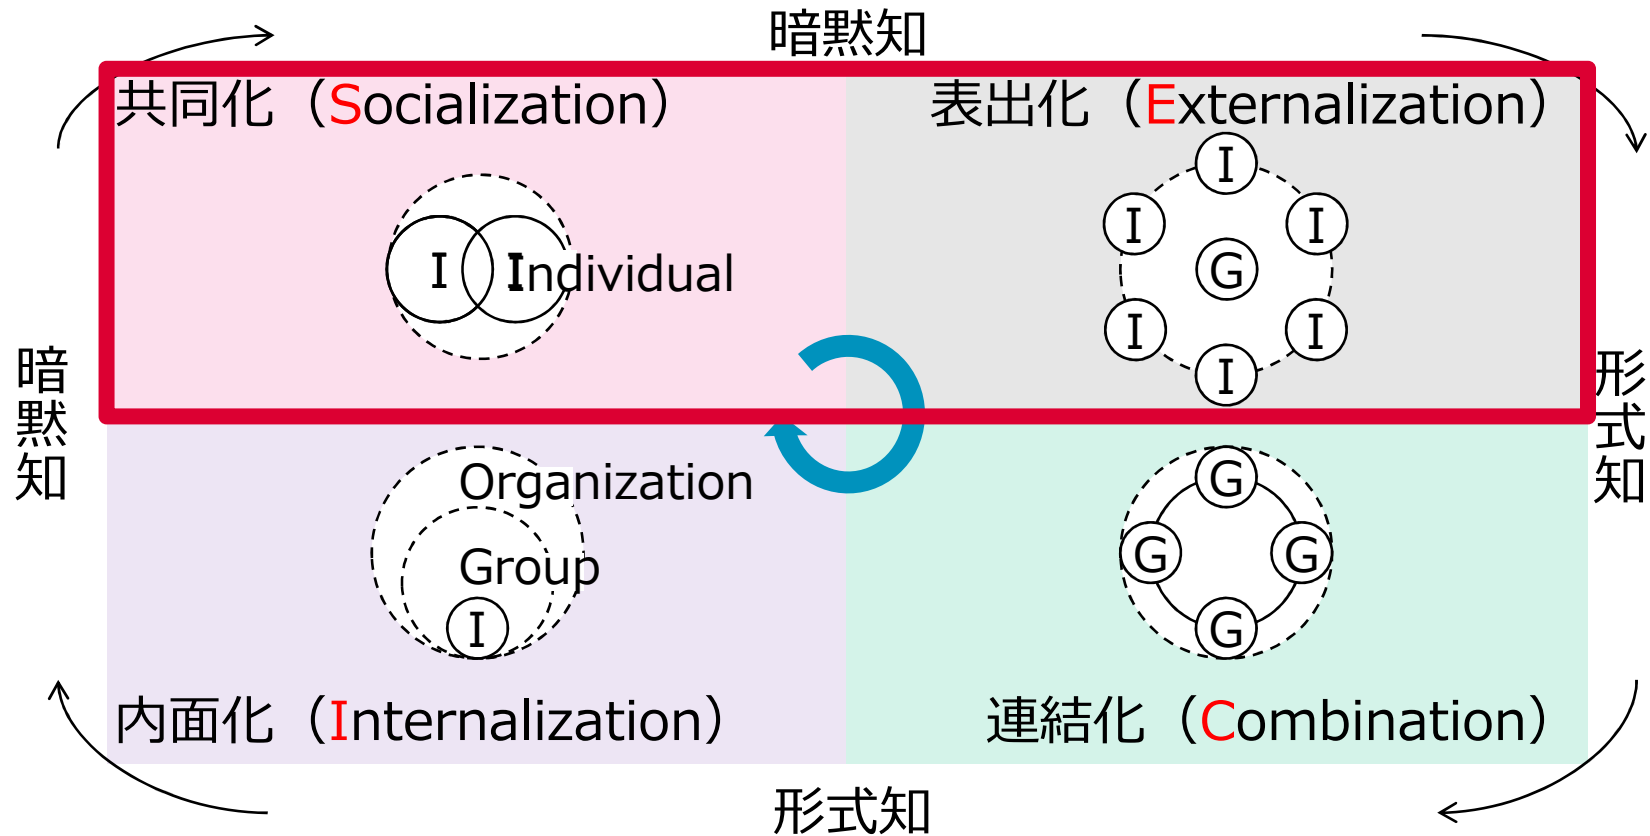 暗黙知
共同化（Socialization）
表出化（Externalization）
I
I
I
I
Individual
G
I
I
I
暗黙知
形式知
Organization
Group
I
G
G
G
G
内面化（Internalization）
連結化（Combination）
形式知